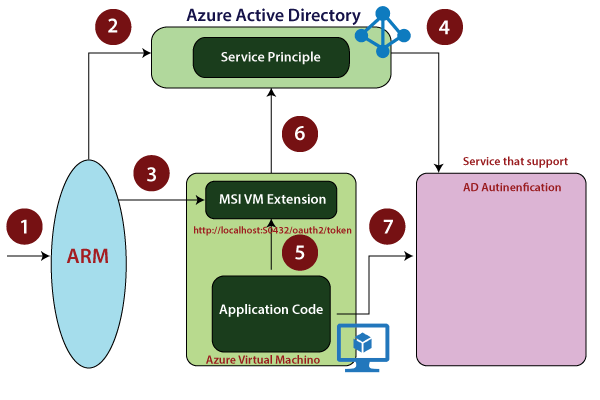 Azure Active Directory
2
4
Service Principle
6
3
Service that support
MSI VM Extension
AD Autinenfication
1
http://localhost:50432/oauth2/token
7
ARM
5
Application Code
Azure Virtual Machino